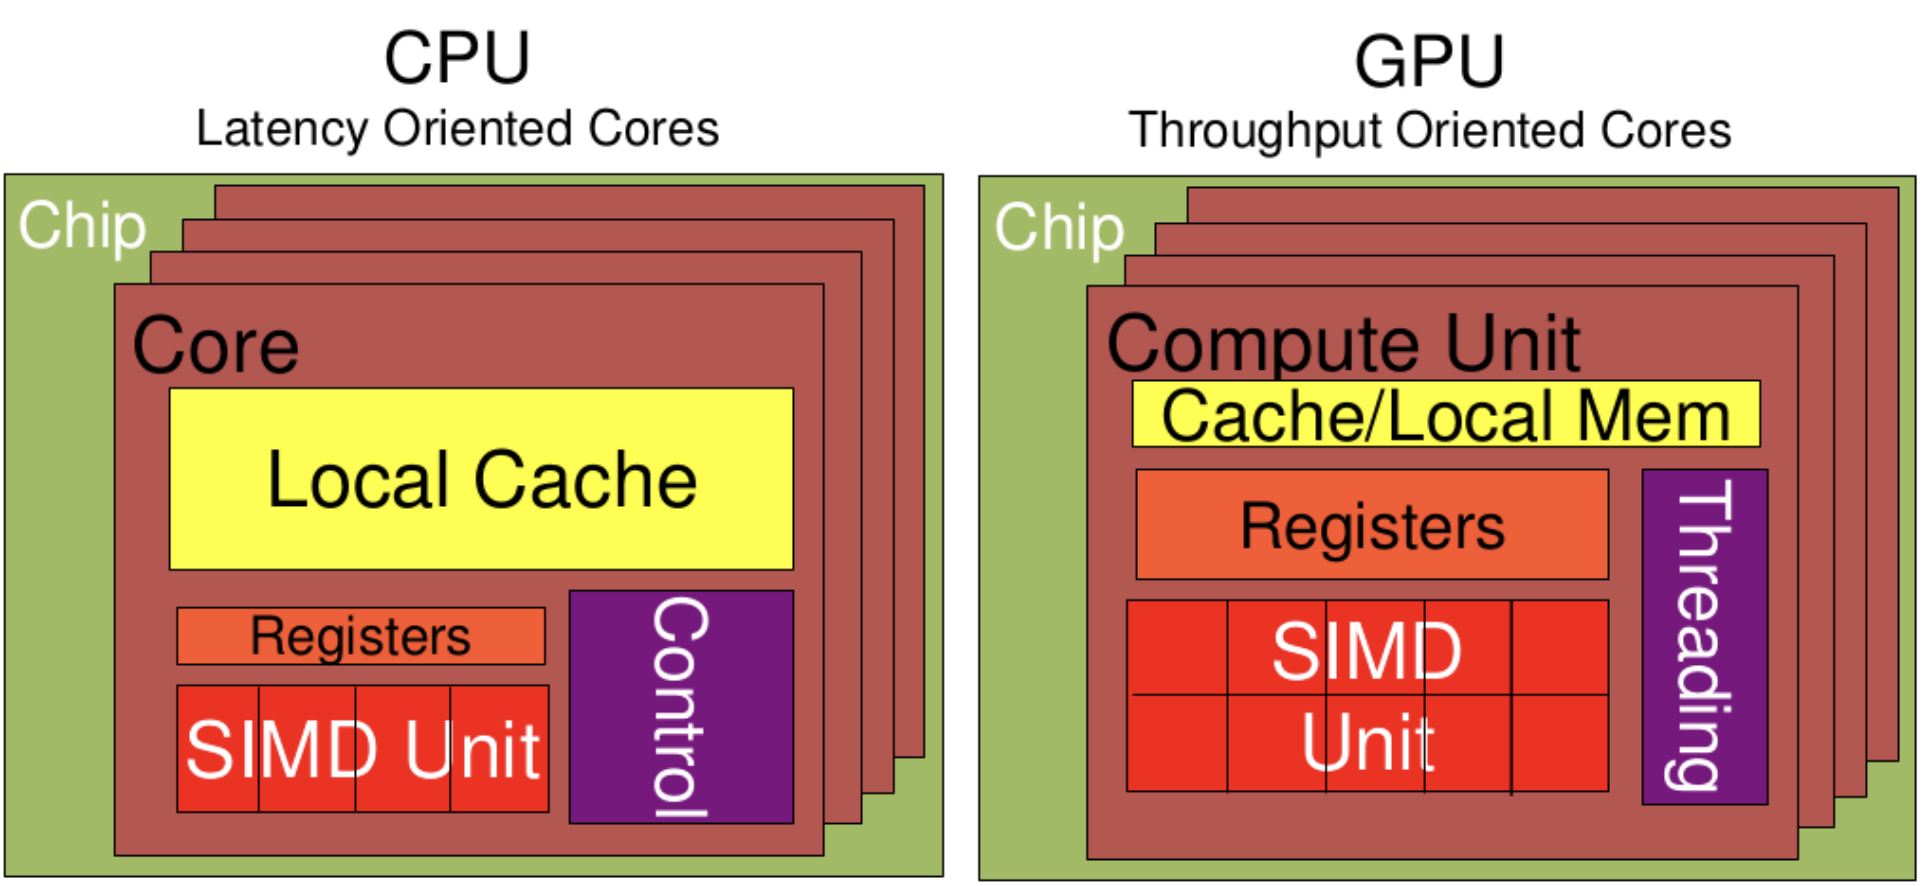 CPU
Latency Oriented Cores
Chip
Core
Local Cache
Registers
SIMD Unit
Control
GPU
Throughput Oriented Cores
Chip
Compute Unit
Cache/Local Mem
Registers
SIMD
Unit
Threading